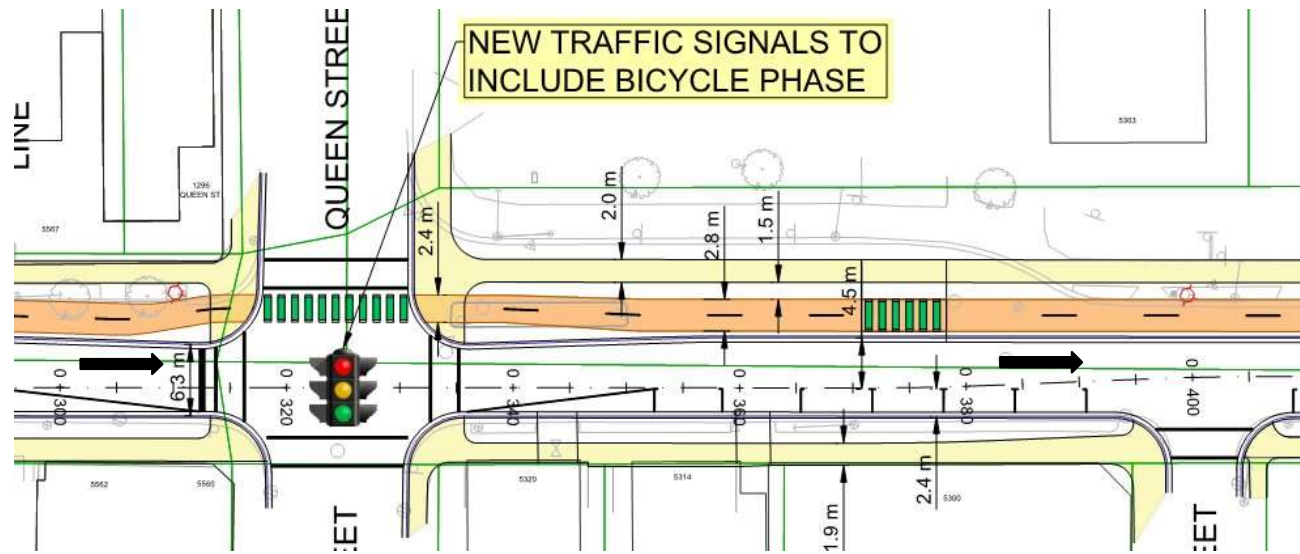 NEW TRAFFIC SIGNALS TO
INCLUDE BICYCLE PHASE
QUEEN STREE
LINE
5303
1296
QUEEN ST.
5567
2.4 m
2.0 m
2.8 m
1.5 m
4.5 m
6.3 m
0+300
0+320
0+340
0+360
0+380
0+400
2.4 m
1.9 m
5562
5560
5320
5314
5300
EET
EET